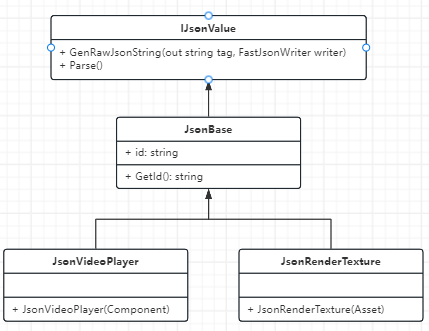 IJsonValue
+ GenRawJsonString(out string tag, FastJsonWriter writer)
+ Parse()
JsonBase
+ id: string
+ GetId(): string
JsonVideoPlayer
+ JsonVideoPlayer(Component)
JsonRenderTexture
+ JsonRenderTexture(Asset)